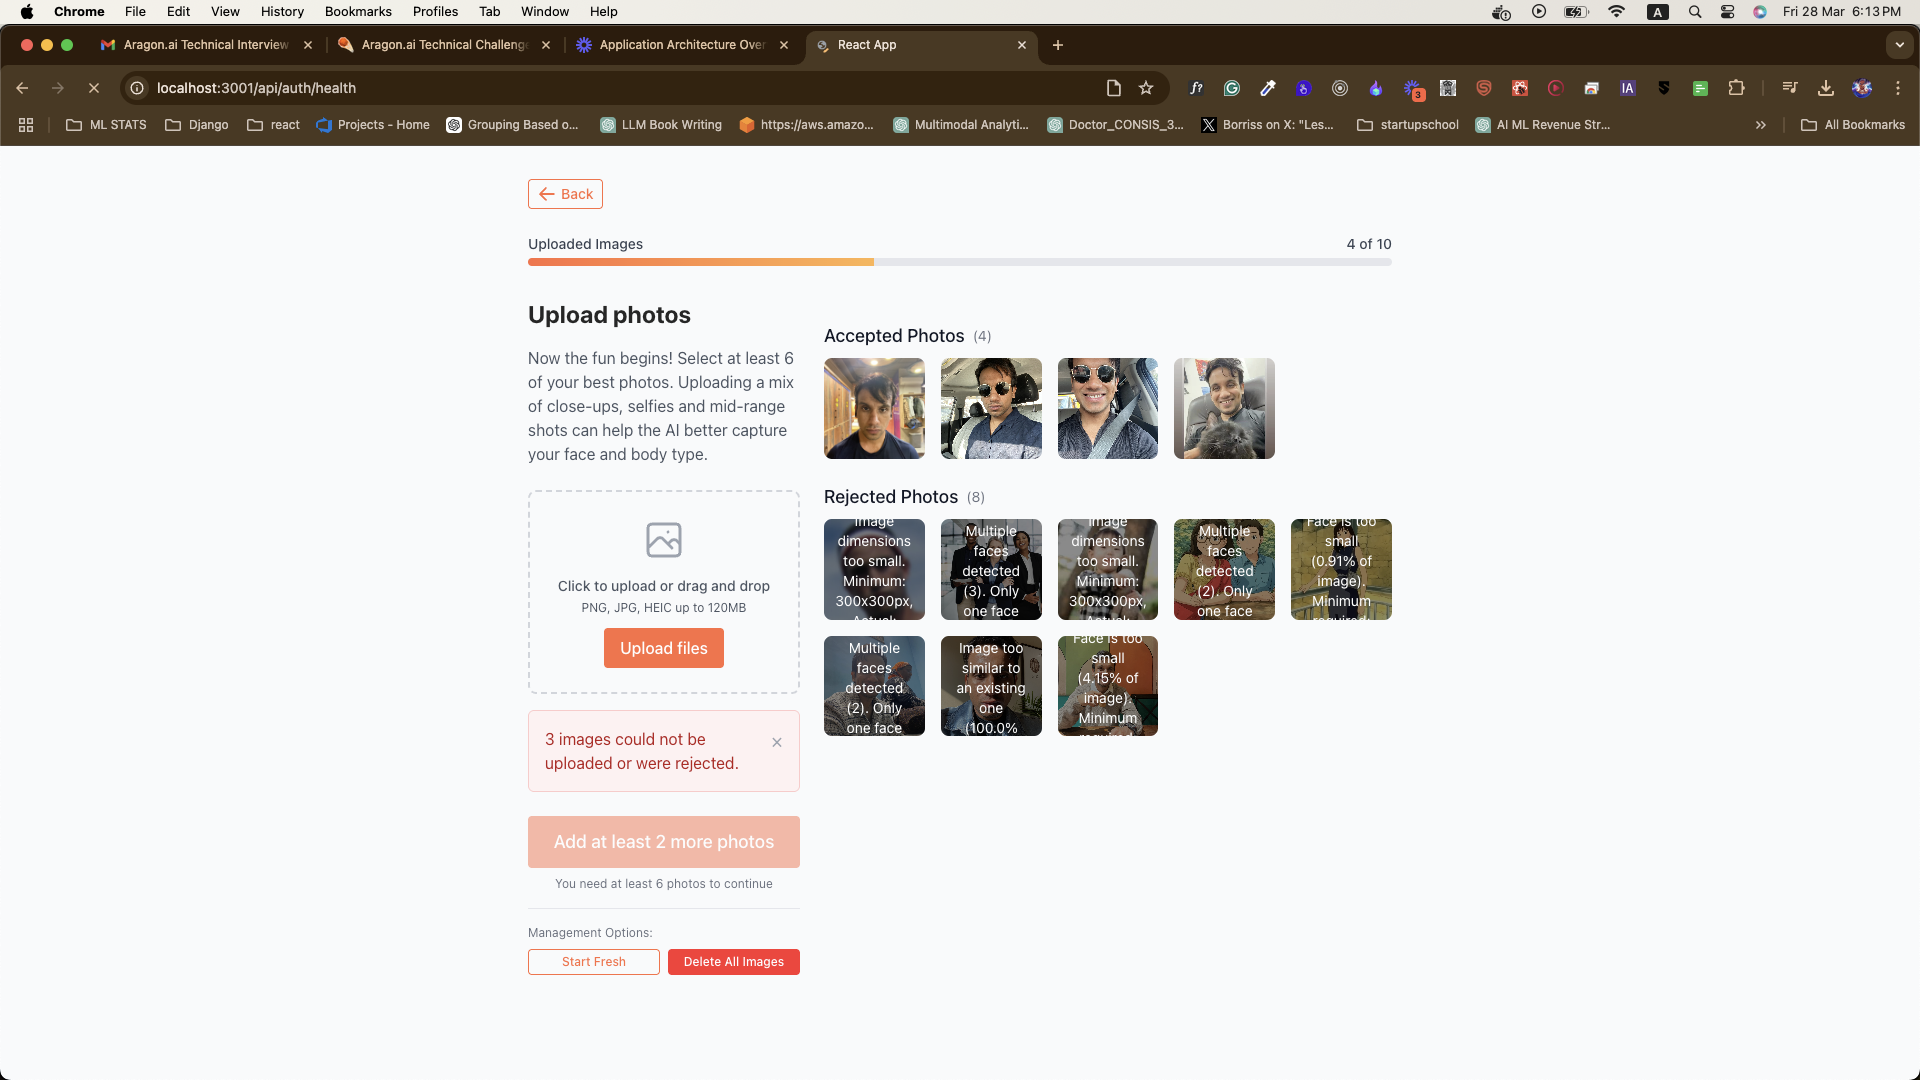 Chrome File Edit View History Bookmarks Profiles Tab Window Help
A Fri 28 Mar 6:13 PM
Aragon.ai Technical Interview
Aragon.ai Technical Challeng
Application Architecture Over
React App
localhost:3001/api/auth/health
f?
3
IA
ML STATS
Django
react
Projects - Home
Grouping Based o...
LLM Book Writing
https://aws.amazo...
Multimodal Analyti...
Doctor_CONSIS_3...
Borriss on X: "Les...
startupschool
AI ML Revenue Str...
All Bookmarks
Back
Uploaded Images
4 of 10
Upload photos
Now the fun begins! Select at least 6
of your best photos. Uploading a mix
of close-ups, selfies and mid-range
shots can help the AI better capture
your face and body type.
Click to upload or drag and drop
PNG, JPG, HEIC up to 120MB
Upload files
3 images could not be
uploaded or were rejected.
Add at least 2 more photos
You need at least 6 photos to continue
Management Options:
Start Fresh
Delete All Images
Accepted Photos (4)
Rejected Photos (8)
Image
dimensions
too small.
Minimum:
300x300px,
Actual:
Multiple
faces
detected
(3). Only
one face
Image
dimensions
too small.
Minimum:
300x300px,
Actual:
Multiple
faces
detected
(2). Only
one face
Face is too
small
(0.91% of
image).
Minimum
required:
Multiple
faces
detected
(2). Only
one face
Image too
similar to
an existing
one
(100.0%
Face is too
small
(4.15% of
image).
Minimum
required: